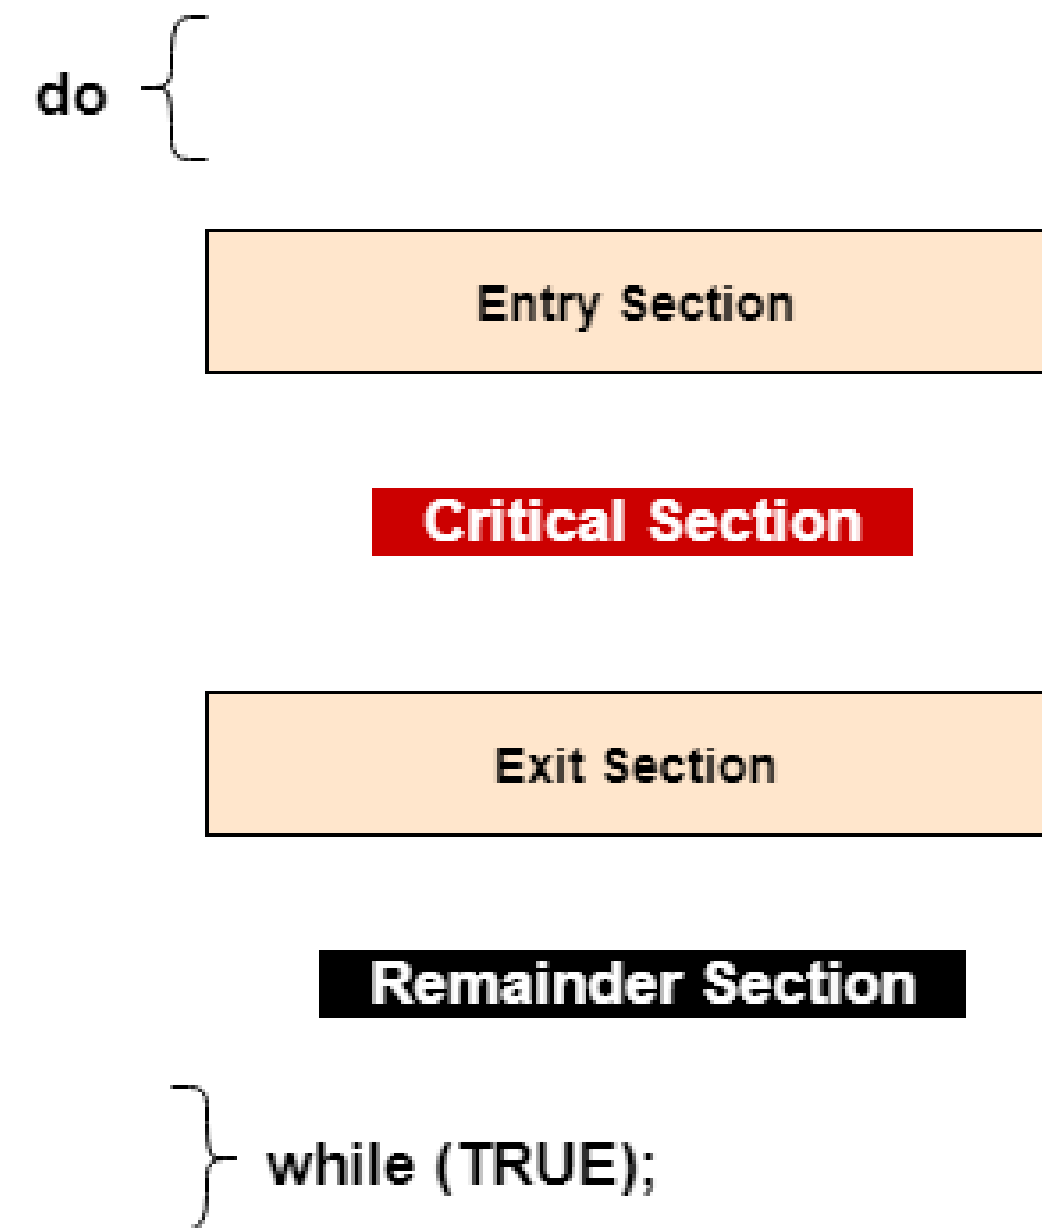 do {
Entry Section
Critical Section
Exit Section
Remainder Section
} while (TRUE);